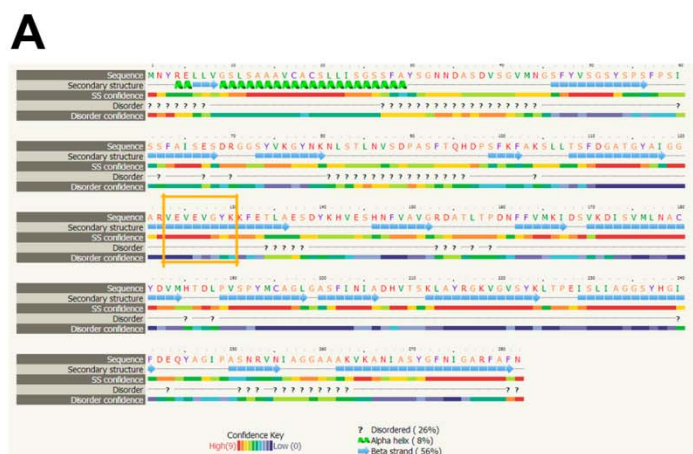 A
Sequence MNYRELLVGSLSAAAVCACSLLISGSSFAYSGNNDASDVSGVMNGSFYVSGSYSPSFPSI
Secondary structure
SS confidence
Disorder
Disorder confidence
Sequence SSFAISESDRGGSYVKGYNKNLSTLNVSDPASFTQHDPSFKFAKSLLTSFDGATGYAIGG
Secondary structure
SS confidence
Disorder
Disorder confidence
Sequence ARVEVEVGYKKFETLAESDYKHVESHNFVAVGRDATLTPDNFFVMKIDSVKDISVMLNAC
Secondary structure
SS confidence
Disorder
Disorder confidence
Sequence YDVMHTDLPVSPYMCAGLGASFINIADHVTSKLAYRGKVGVSYKLTPEISLIAGGSYHGI
Secondary structure
SS confidence
Disorder
Disorder confidence
Sequence FDEQYAGIPASNRVNIAGGAAAKVKANIASYGFNIGARFAFN
Secondary structure
SS confidence
Disorder
Disorder confidence
Confidence Key
High(9) Low (0)
? Disordered ( 26%)
Alpha helix ( 8%)
Beta strand ( 56%)